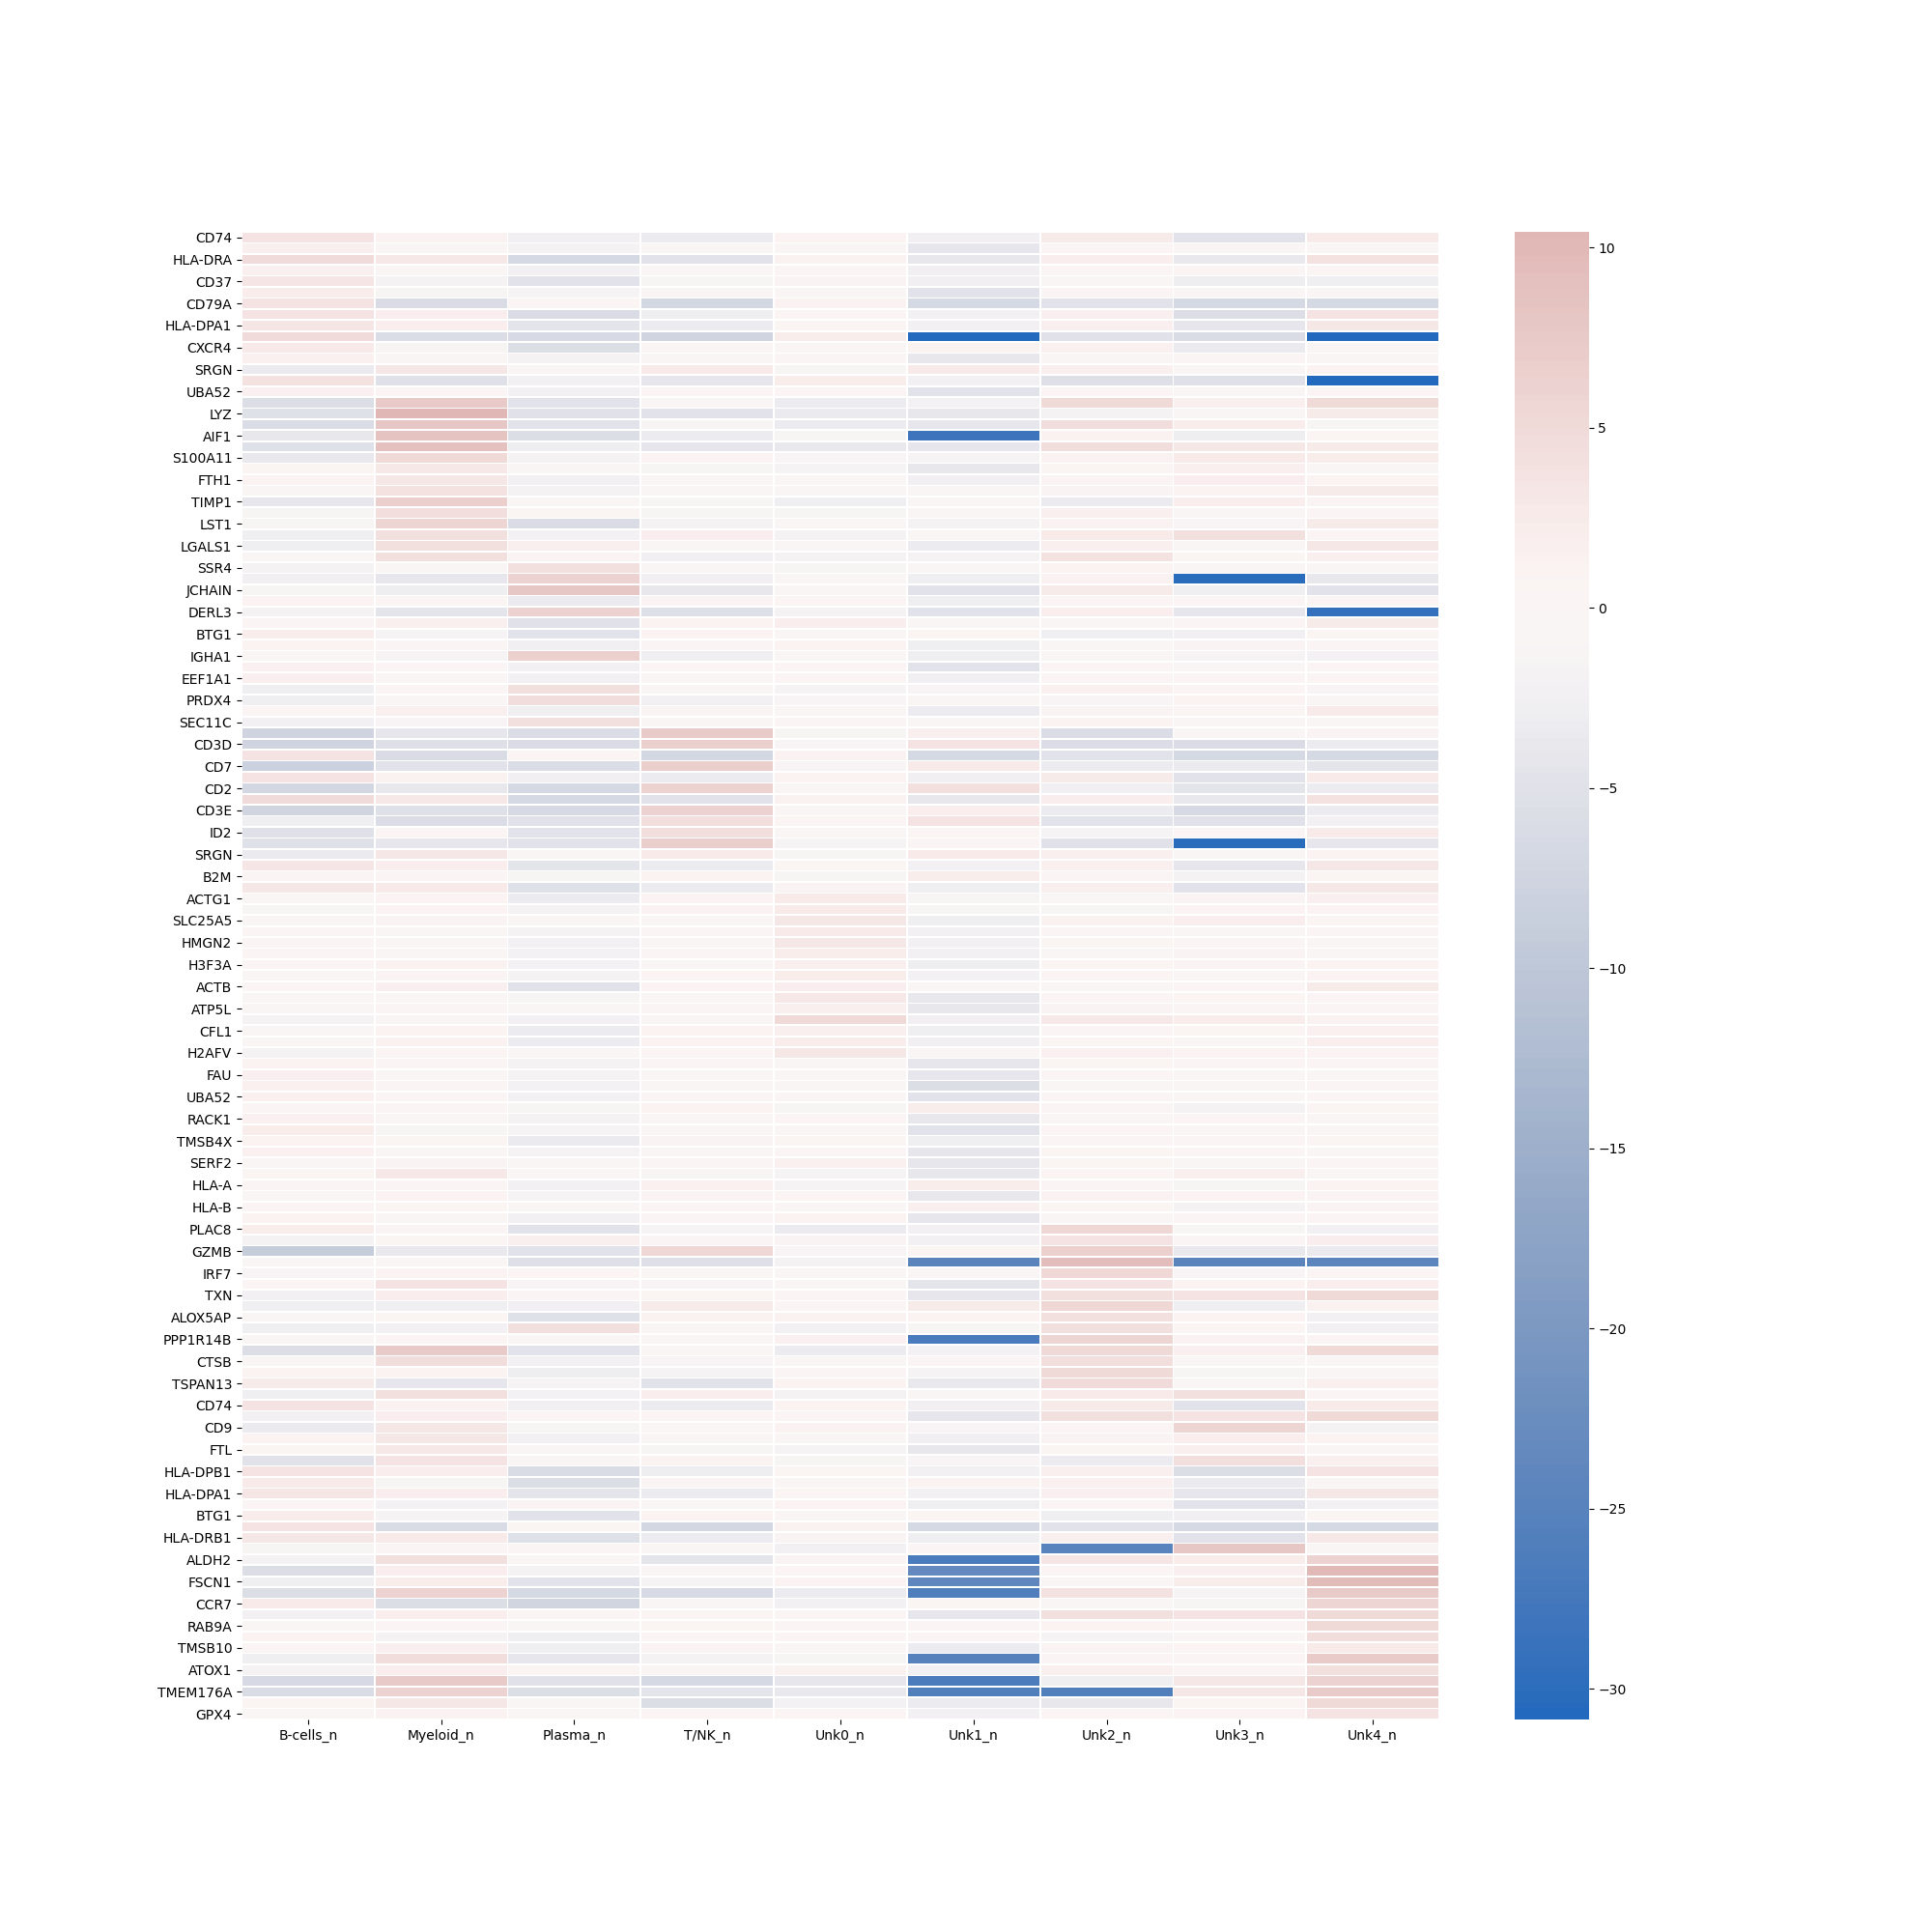 CD74
HLA-DRA
CD37
CD79A
HLA-DPA1
CXCR4
SRGN
UBA52
LYZ
AIF1
S100A11
FTH1
TIMP1
LST1
LGALS1
SSR4
JCHAIN
DERL3
BTG1
IGHA1
EEF1A1
PRDX4
SEC11C
CD3D
CD7
CD2
CD3E
ID2
SRGN
B2M
ACTG1
SLC25A5
HMGN2
H3F3A
ACTB
ATP5L
CFL1
H2AFV
FAU
UBA52
RACK1
TMSB4X
SERF2
HLA-A
HLA-B
PLAC8
GZMB
IRF7
TXN
ALOX5AP
PPP1R14B
CTSB
TSPAN13
CD74
CD9
FTL
HLA-DPB1
HLA-DPA1
BTG1
HLA-DRB1
ALDH2
FSCN1
CCR7
RAB9A
TMSB10
ATOX1
TMEM176A
GPX4
B-cells_n Myeloid_n Plasma_n T/NK_n Unk0_n Unk1_n Unk2_n Unk3_n Unk4_n
10
5
0
−5
−10
−15
−20
−25
−30